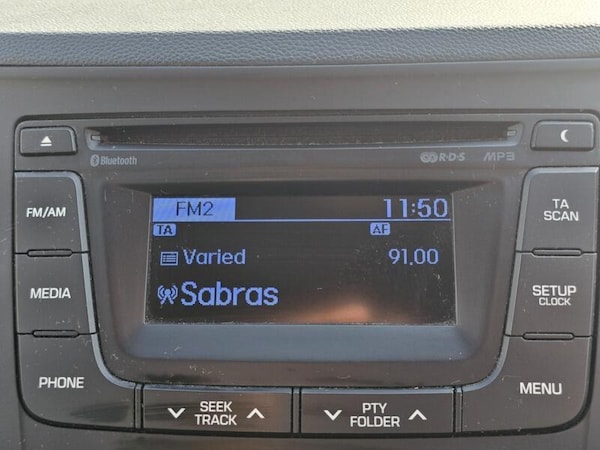 Bluetooth
R·D·S MP3
FM/AM
FM2 11:50
TA AF
TA
SCAN
MEDIA
Varied 91.00
Sabras
SETUP
CLOCK
PHONE
SEEK
TRACK
PTY
FOLDER
MENU